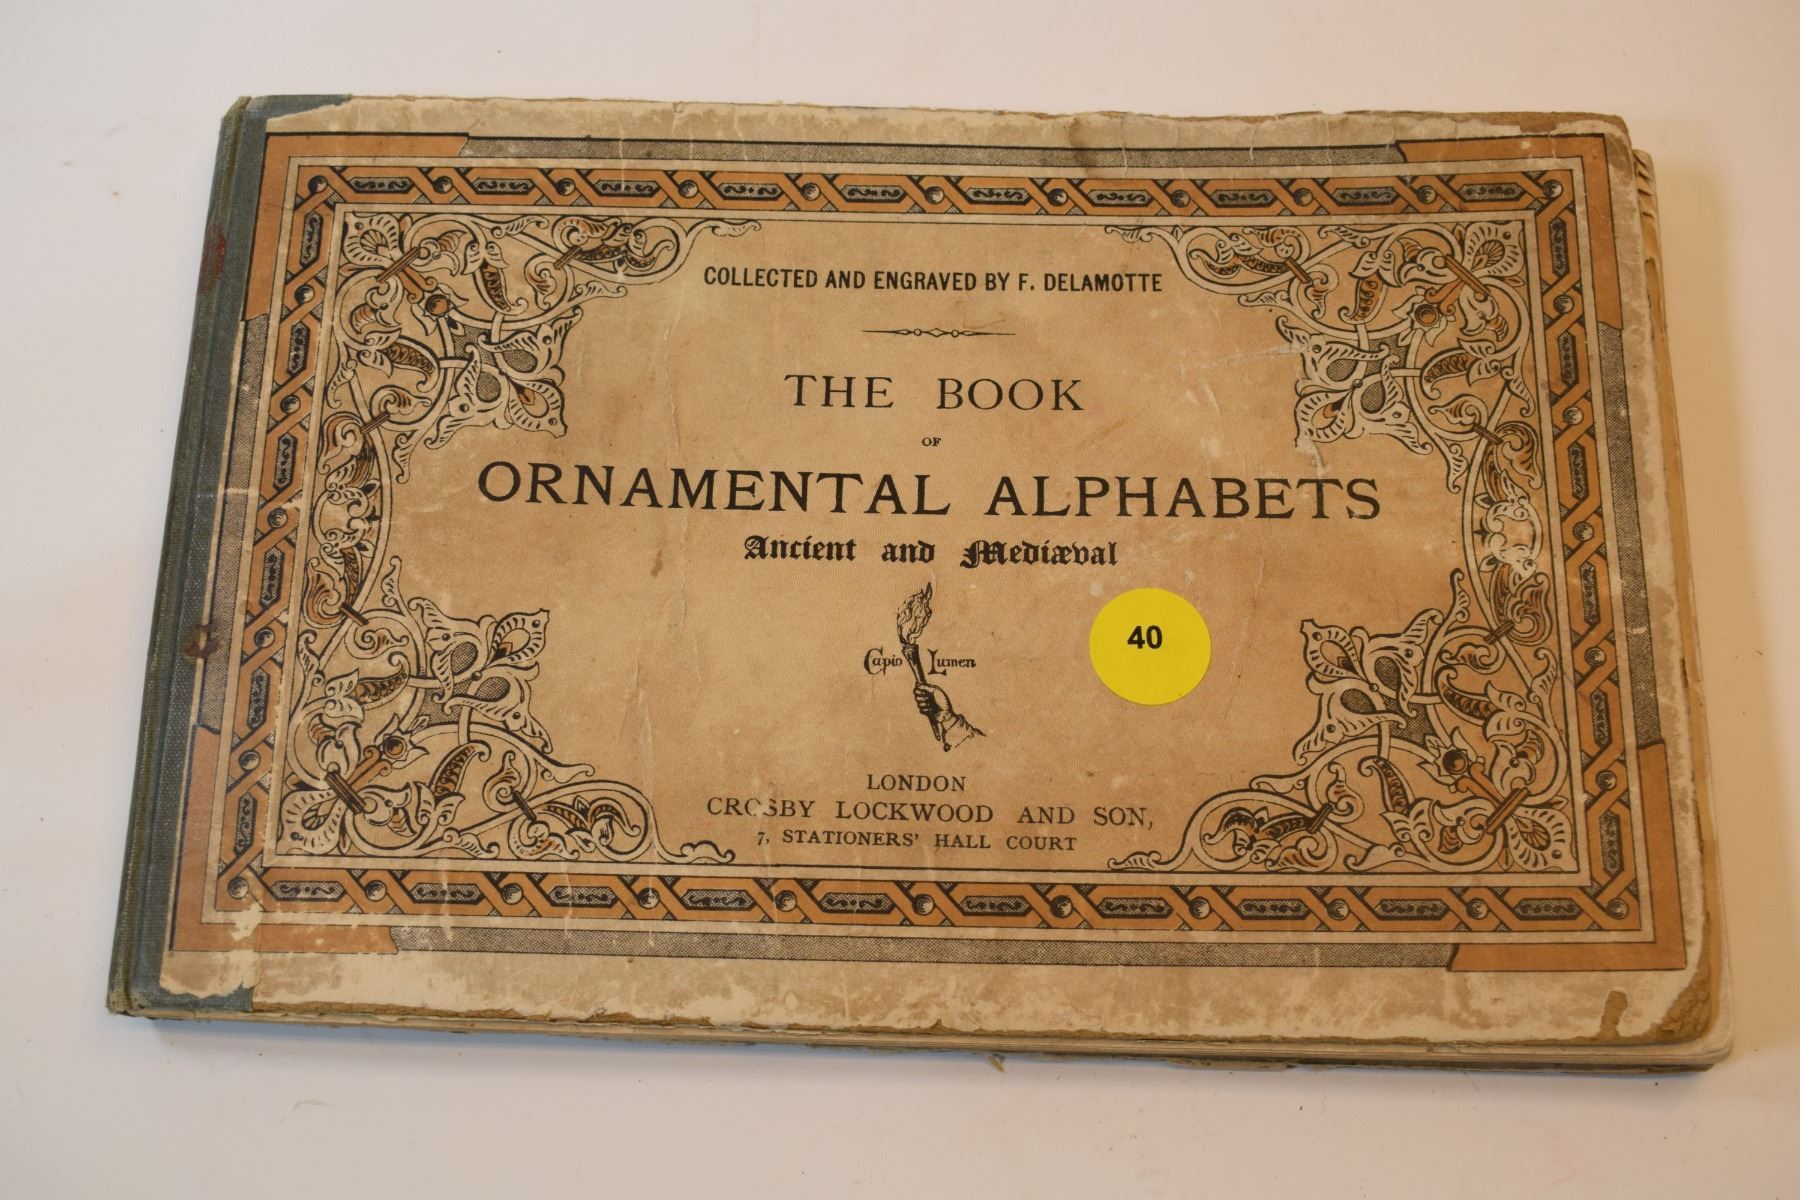 COLLECTED AND ENGRAVED BY F. DELAMOTTE
THE BOOK
OF
ORNAMENTAL ALPHABETS
Ancient and Mediæval
Capio Lumen
40
LONDON
CROSBY LOCKWOOD AND SON,
7, STATIONERS' HALL COURT